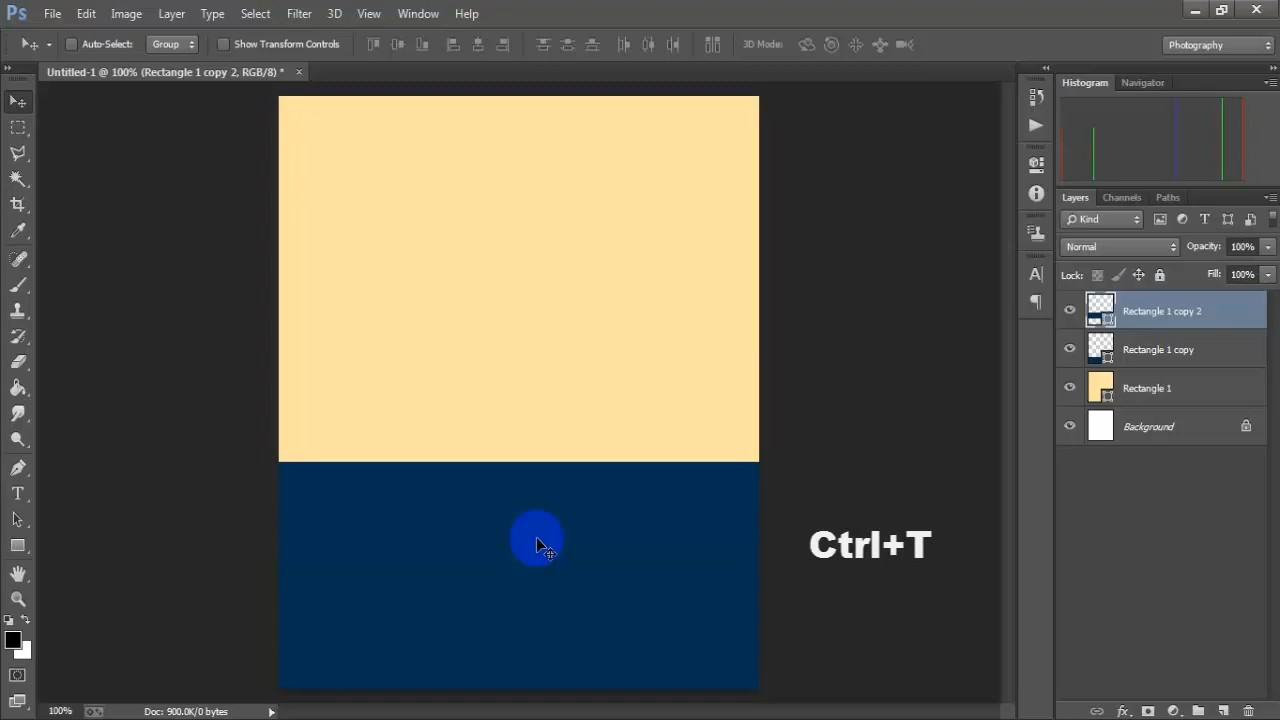 Ps File Edit Image Layer Type Select Filter 3D View Window Help
Auto-Select: Group Show Transform Controls 3D Mode: Photography
Untitled-1 @ 100% (Rectangle 1 copy 2, RGB/8) * ×
Histogram Navigator
Layers Channels Paths
Kind
Normal Opacity: 100%
Lock: Fill: 100%
Rectangle 1 copy 2
Rectangle 1 copy
Rectangle 1
Background
Ctrl+T
100% Doc: 900.0K/0 bytes